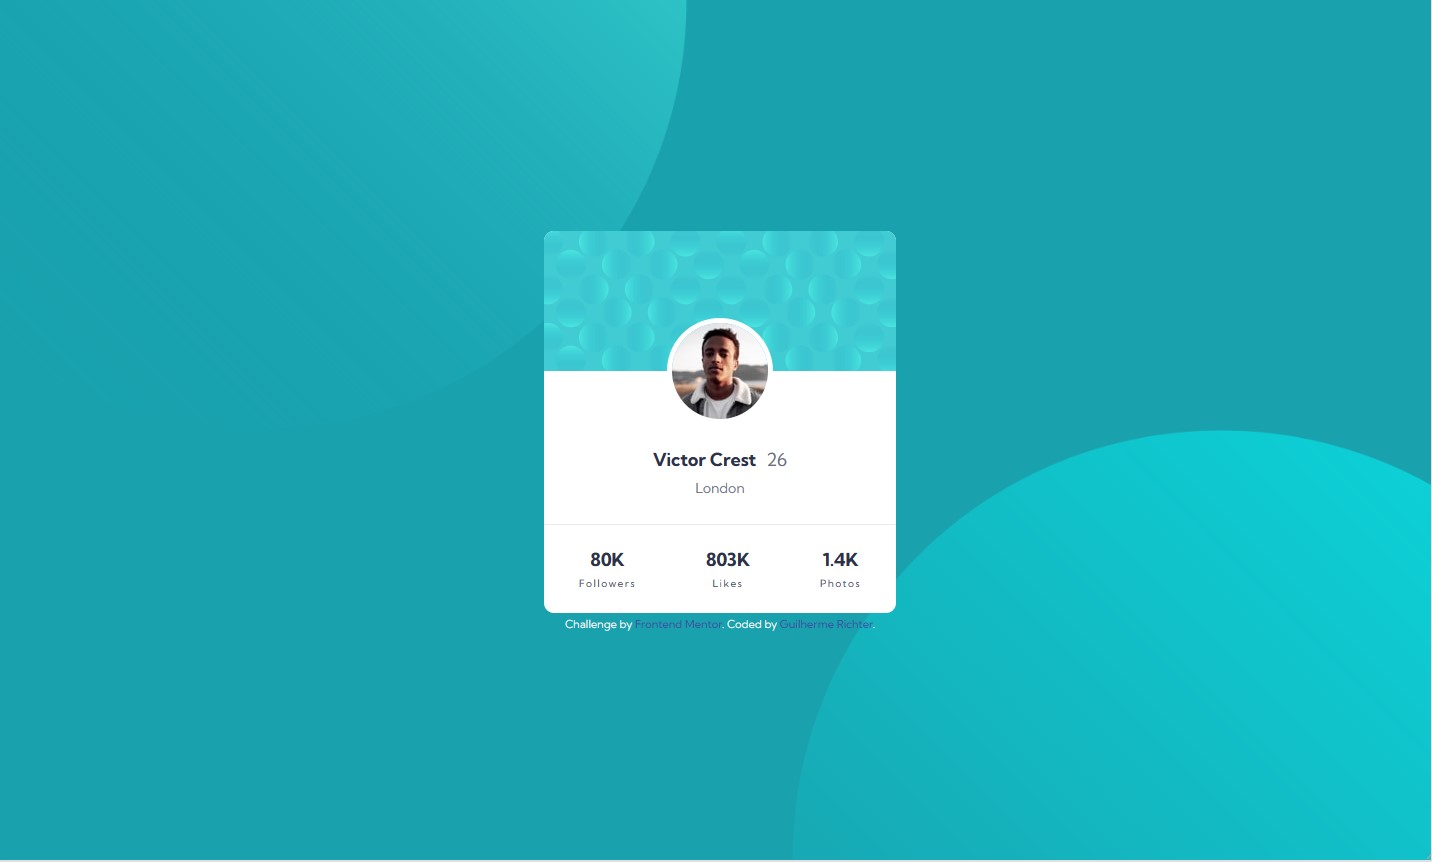 Victor Crest 26
London
80K 803K 1.4K
Followers Likes Photos
Challenge by Frontend Mentor. Coded by Guilherme Richter.